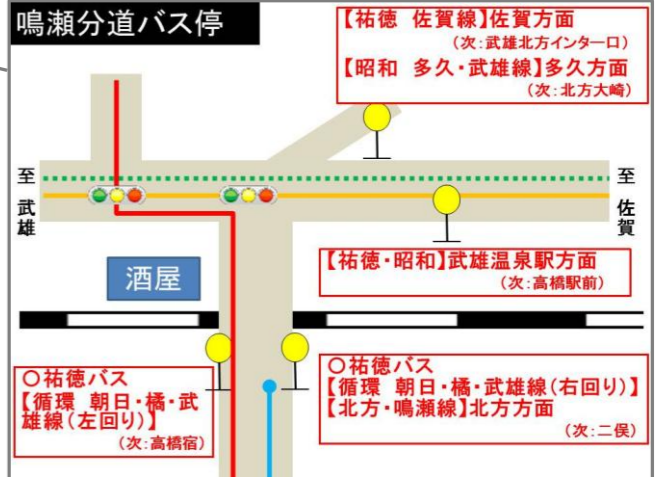 鳴瀬分道バス停
【祐徳 佐賀線】佐賀方面
(次:武雄北方インター口)
【昭和 多久・武雄線】多久方面
(次:北方大崎)
至武雄
至佐賀
【祐徳・昭和】武雄温泉駅方面
(次:高橋駅前)
酒屋
〇祐徳バス
【循環 朝日・橘・武
雄線(左回り)】
(次:高橋宿)
〇祐徳バス
【循環 朝日・橘・武雄線(右回り)】
【北方・鳴瀬線】北方方面
(次:二俣)